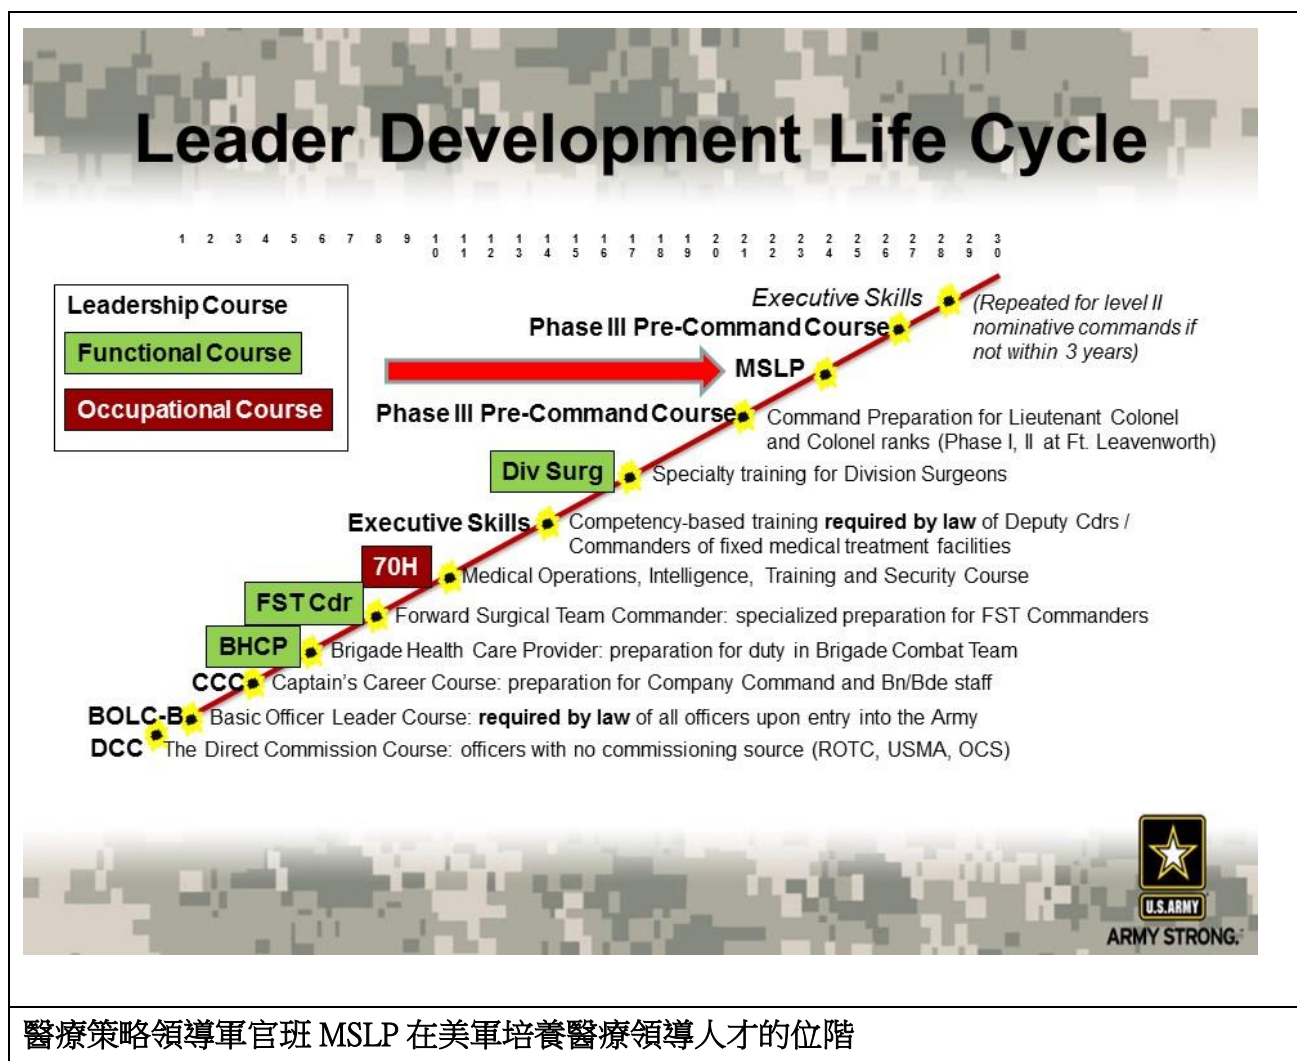 Leader Development Life Cycle
1 2 3 4 5 6 7 8 9 10 11 12 13 14 15 16 17 18 19 20 21 22 23 24 25 26 27 28 29 30
Leadership Course
Functional Course
Occupational Course
Executive Skills
(Repeated for level II
nominative commands if
not within 3 years)
Phase III Pre-Command Course
MSLP
Phase III Pre-Command Course
Command Preparation for Lieutenant Colonel
and Colonel ranks (Phase I, II at Ft. Leavenworth)
Div Surg
Specialty training for Division Surgeons
Executive Skills
Competency-based training required by law of Deputy Cdrs /
Commanders of fixed medical treatment facilities
70H
Medical Operations, Intelligence, Training and Security Course
FST Cdr
Forward Surgical Team Commander: specialized preparation for FST Commanders
BHCP
Brigade Health Care Provider: preparation for duty in Brigade Combat Team
CCC
Captain's Career Course: preparation for Company Command and Bn/Bde staff
BOLC-B
Basic Officer Leader Course: required by law of all officers upon entry into the Army
DCC
The Direct Commission Course: officers with no commissioning source (ROTC, USMA, OCS)
U.S.ARMY
ARMY STRONG.
醫療策略領導軍官班 MSLP 在美軍培養醫療領導人才的位階